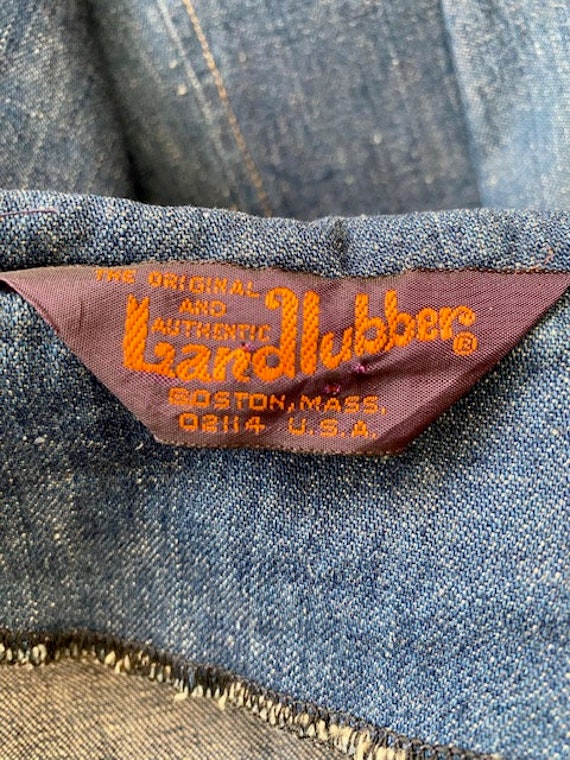 THE ORIGINAL
AND
AUTHENTIC
Landlubber®
BOSTON, MASS.
02114 U.S.A.